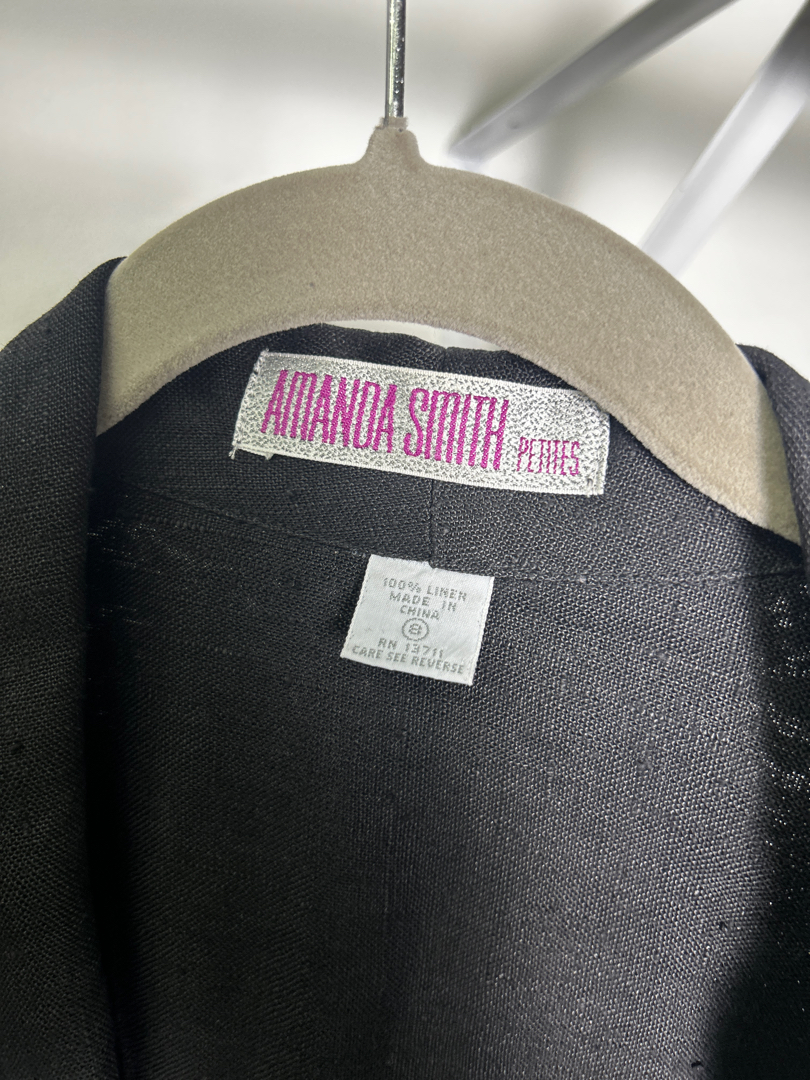 AMANDA SMITH PETITES
100% LINEN
MADE IN
CHINA
8
RN 13711
CARE SEE REVERSE